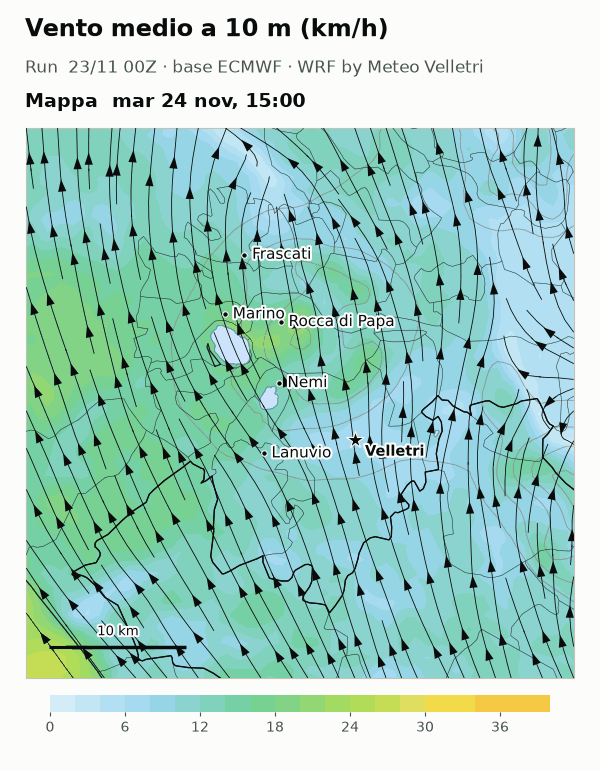 Vento medio a 10 m (km/h)
Run  23/11 00Z · base ECMWF · WRF by Meteo Velletri
Mappa  mar 24 nov, 15:00
Frascati
Marino
Rocca di Papa
Nemi
Velletri
Lanuvio
10 km
0 6 12 18 24 30 36